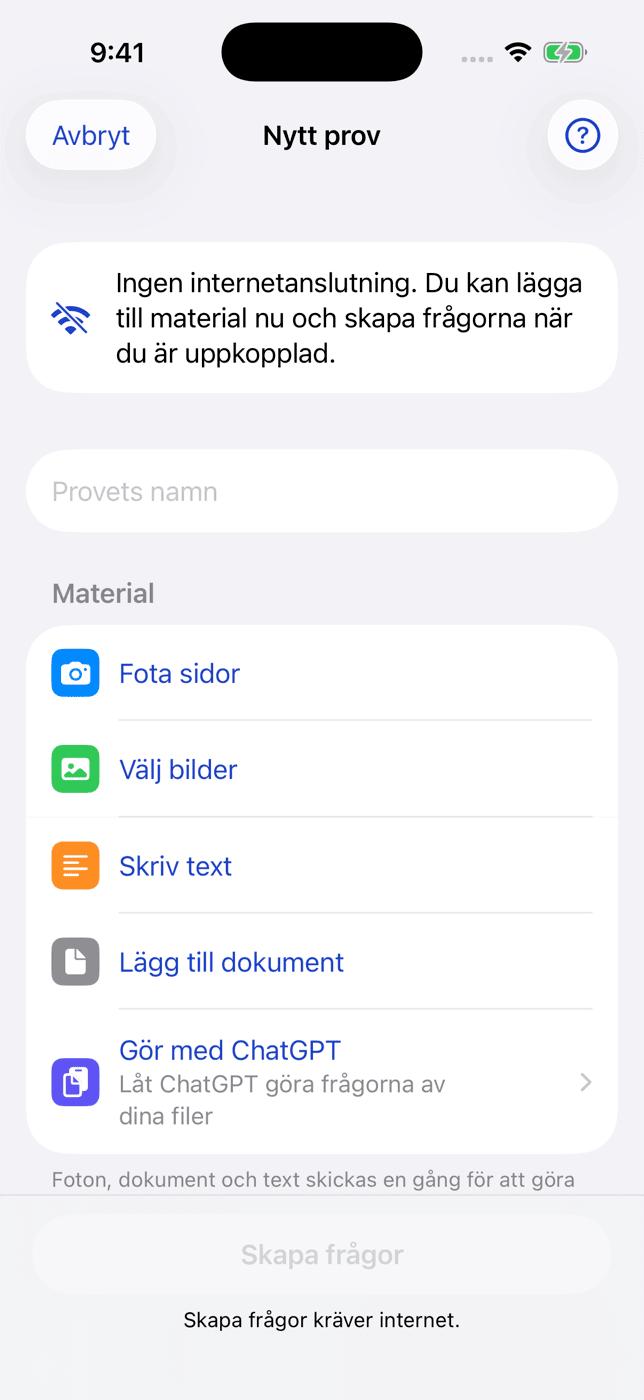 9:41
Avbryt
Nytt prov
?
Ingen internetanslutning. Du kan lägga
till material nu och skapa frågorna när
du är uppkopplad.
Provets namn
Material
Fota sidor
Välj bilder
Skriv text
Lägg till dokument
Gör med ChatGPT
Låt ChatGPT göra frågorna av
dina filer
Foton, dokument och text skickas en gång för att göra
Skapa frågor
Skapa frågor kräver internet.